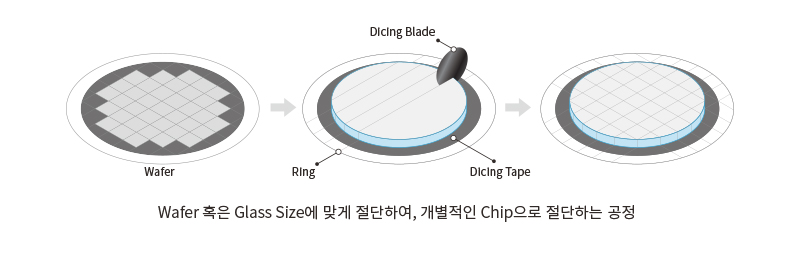 Dicing Blade
Wafer
Ring
Dicing Tape
Wafer 혹은 Glass Size에 맞게 절단하여, 개별적인 Chip으로 절단하는 공정